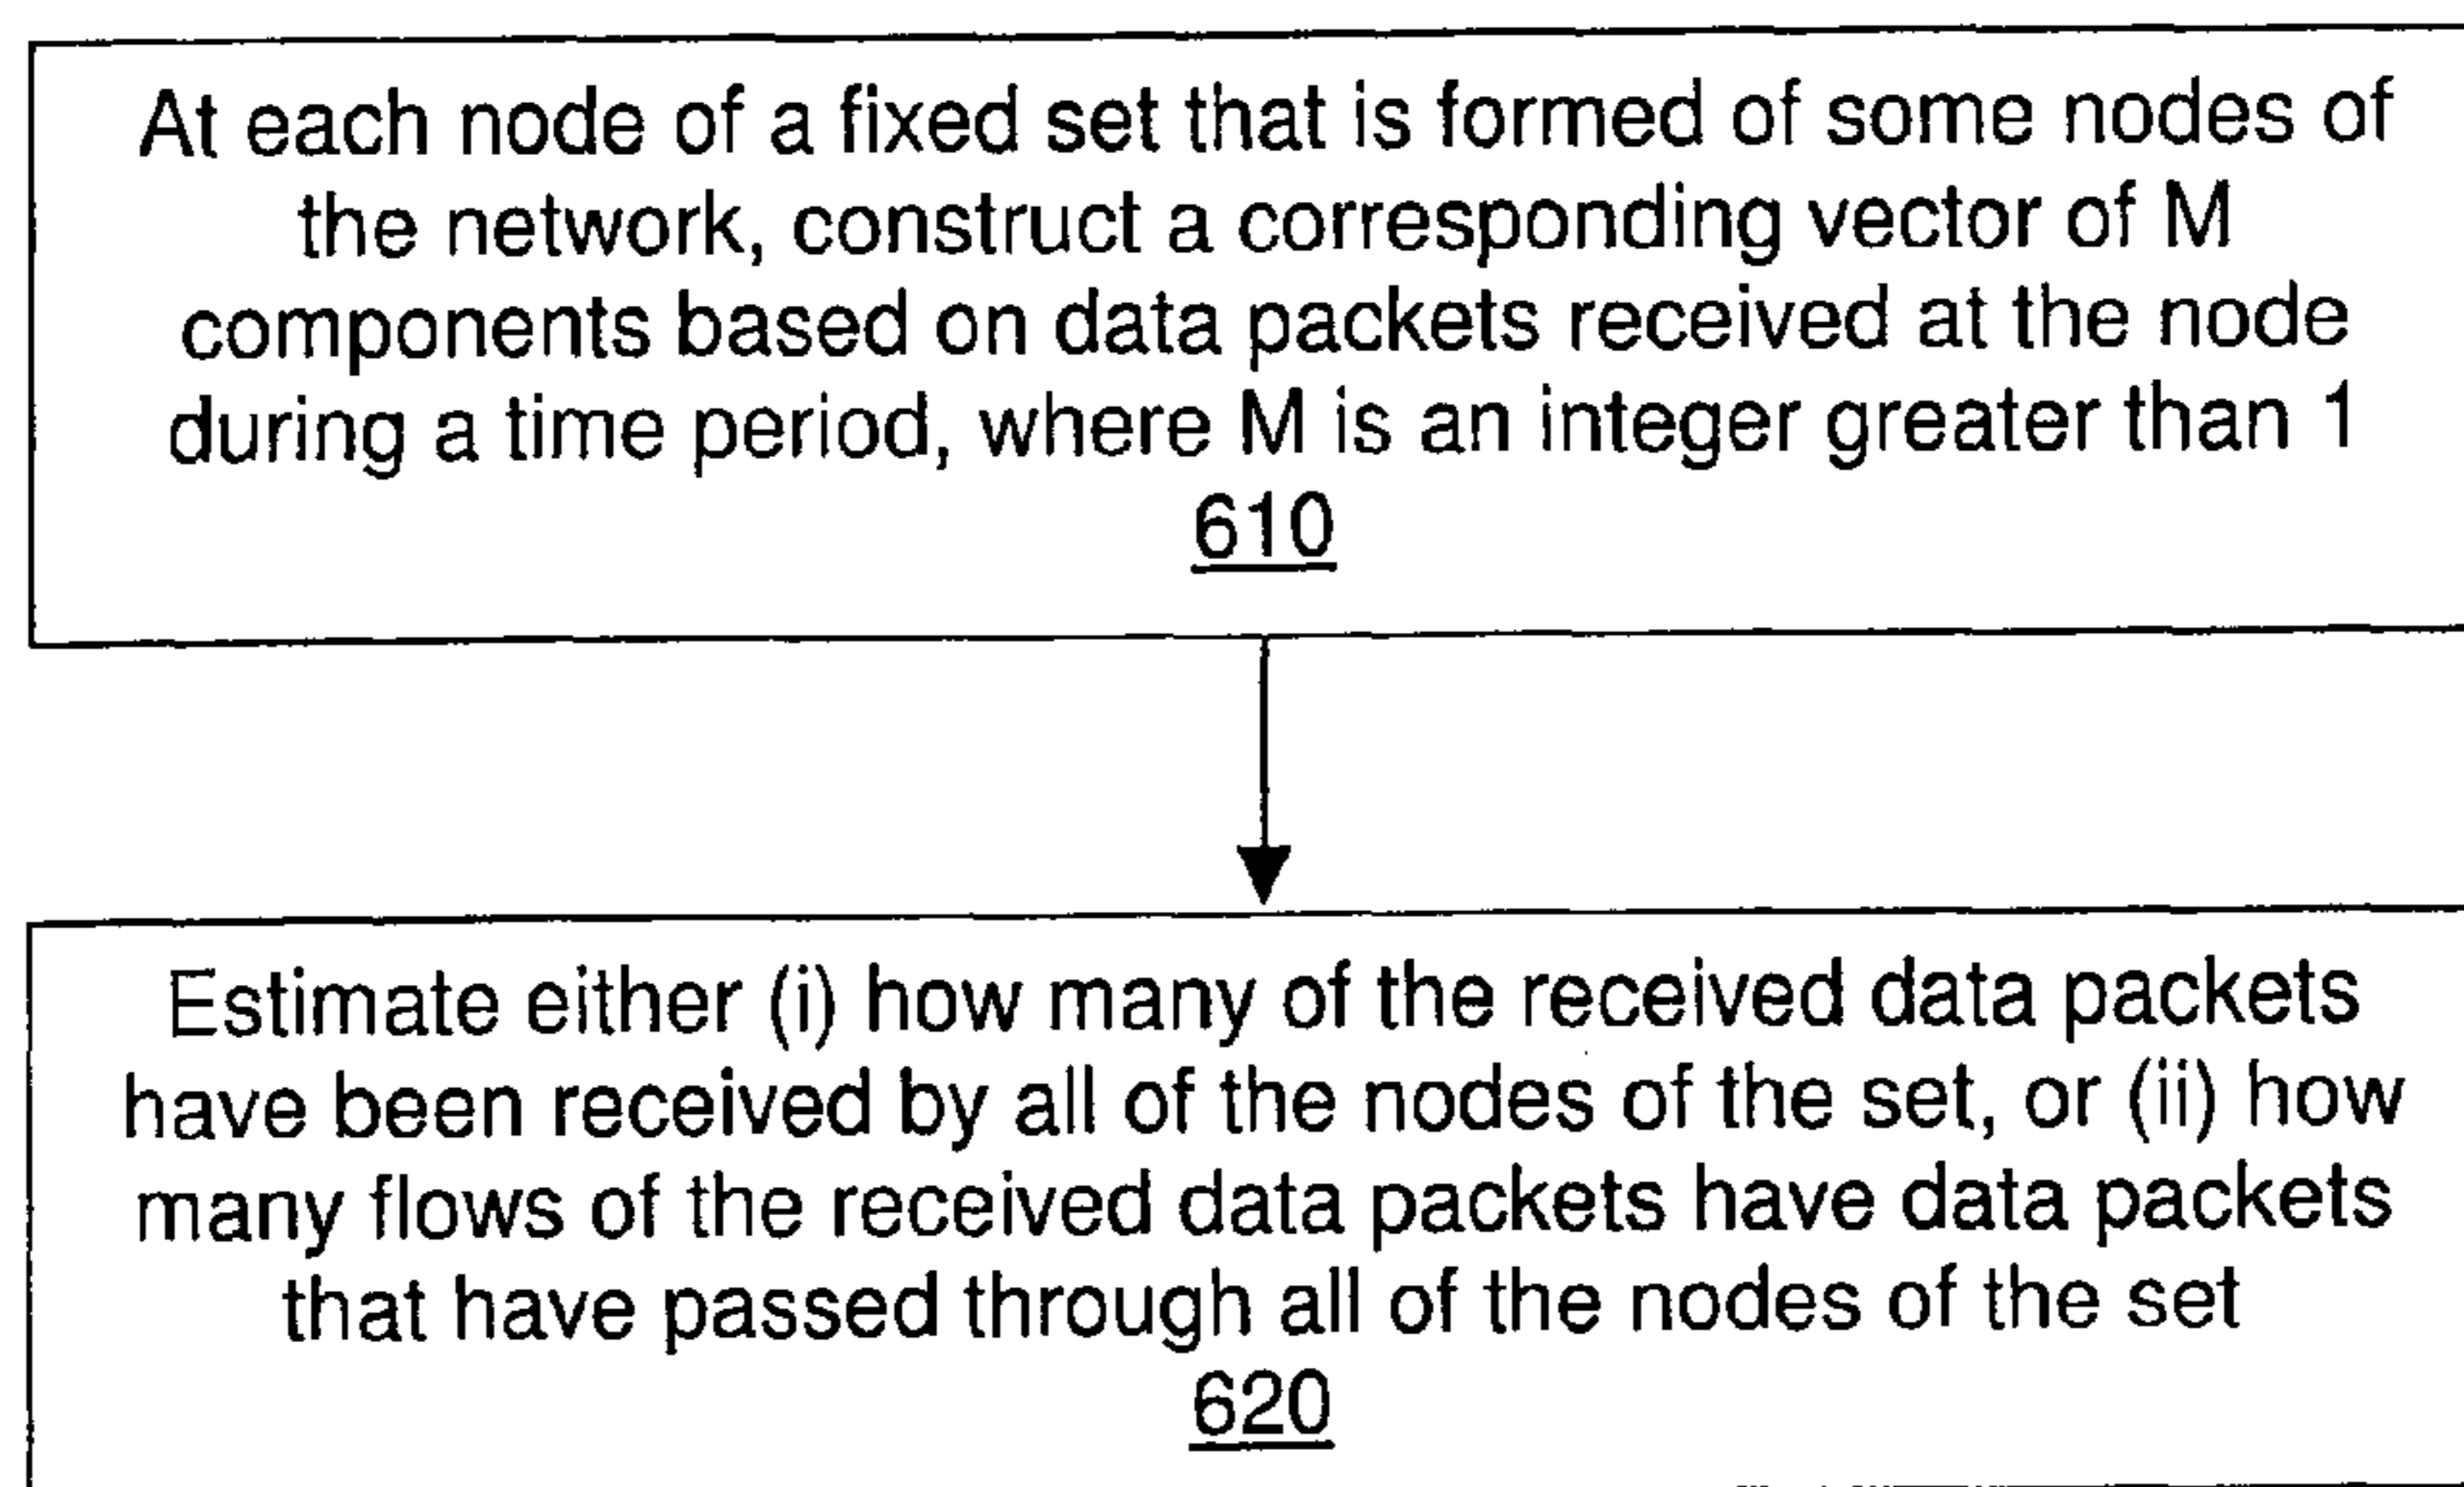 At each node of a fixed set that is formed of some nodes of
the network, construct a corresponding vector of M
components based on data packets received at the node
during a time period, where M is an integer greater than 1
610
Estimate either (i) how many of the received data packets
have been received by all of the nodes of the set, or (ii) how
many flows of the received data packets have data packets
that have passed through all of the nodes of the set
620